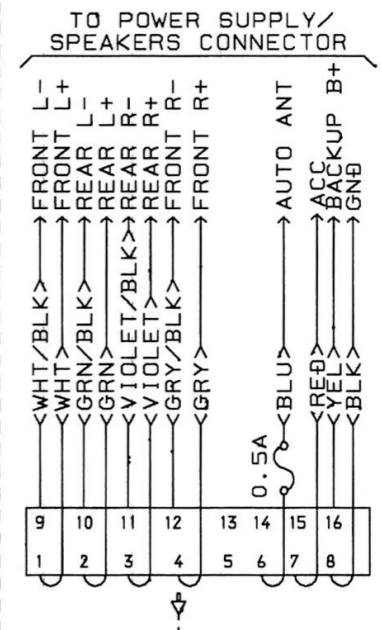 TO POWER SUPPLY/
SPEAKERS CONNECTOR
FRONT L-
FRONT L+
REAR L-
REAR L+
REAR R-
REAR R+
FRONT R-
FRONT R+
AUTO ANT
ACC
BACKUP B+
GND
<WHT/BLK>
<WHT>
<GRN/BLK>
<GRN>
<VIOLET/BLK>
<VIOLET>
<GRY/BLK>
<GRY>
<BLU>
<RED>
<YEL>
<BLK>
0.5A
9 10 11 12 13 14 15 16
1 2 3 4 5 6 7 8